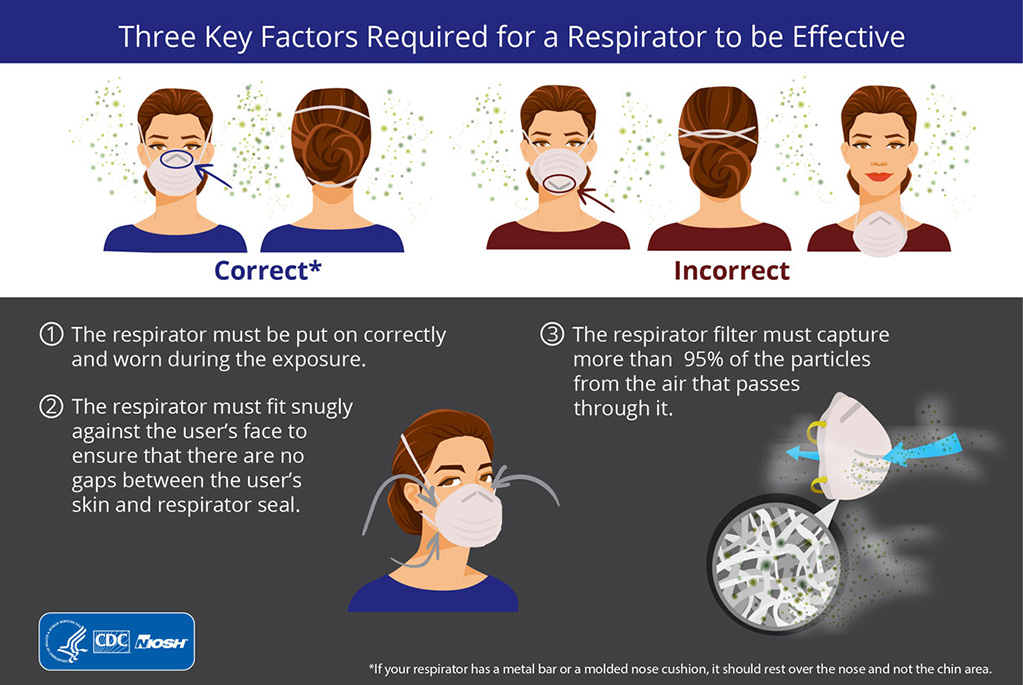 Three Key Factors Required for a Respirator to be Effective
Correct*
Incorrect
1 The respirator must be put on correctly
and worn during the exposure.
2 The respirator must fit snugly
against the user's face to
ensure that there are no
gaps between the user's
skin and respirator seal.
3 The respirator filter must capture
more than 95% of the particles
from the air that passes
through it.
CDC NIOSH
*If your respirator has a metal bar or a molded nose cushion, it should rest over the nose and not the chin area.